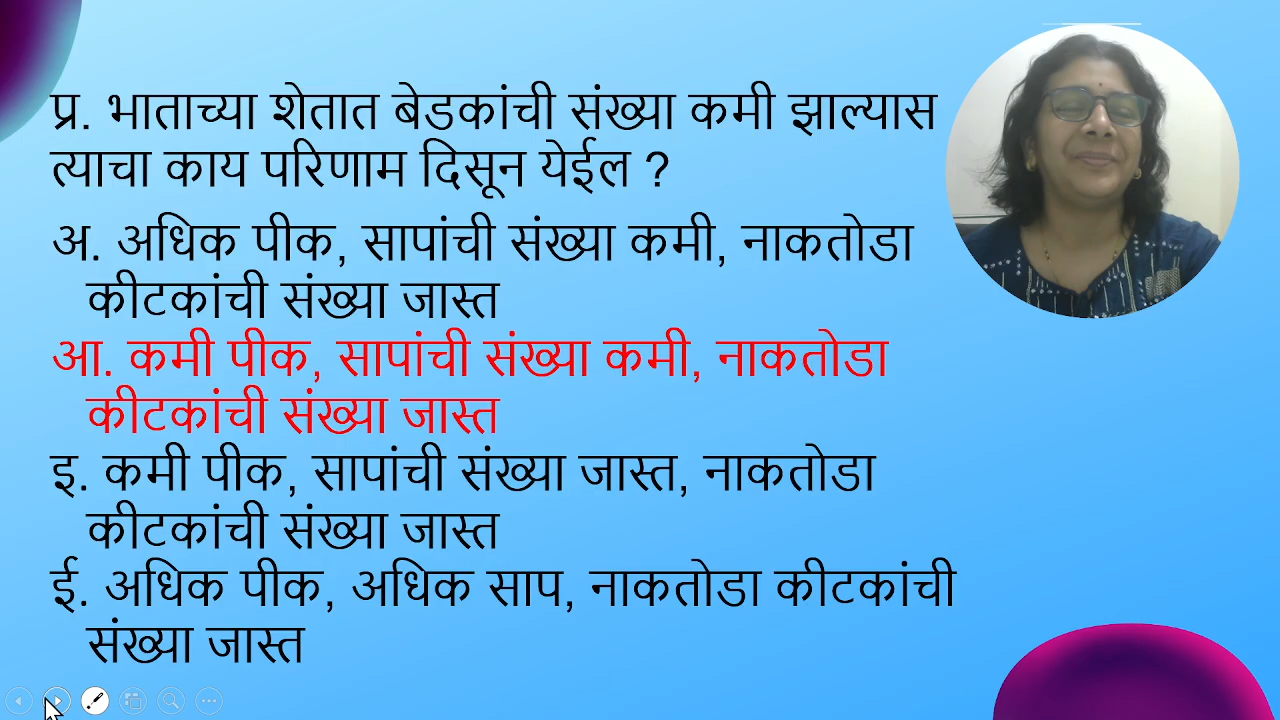 प्र. भाताच्या शेतात बेडकांची संख्या कमी झाल्यास
त्याचा काय परिणाम दिसून येईल ?
अ. अधिक पीक, सापांची संख्या कमी, नाकतोडा
कीटकांची संख्या जास्त
आ. कमी पीक, सापांची संख्या कमी, नाकतोडा
कीटकांची संख्या जास्त
इ. कमी पीक, सापांची संख्या जास्त, नाकतोडा
कीटकांची संख्या जास्त
ई. अधिक पीक, अधिक साप, नाकतोडा कीटकांची
संख्या जास्त